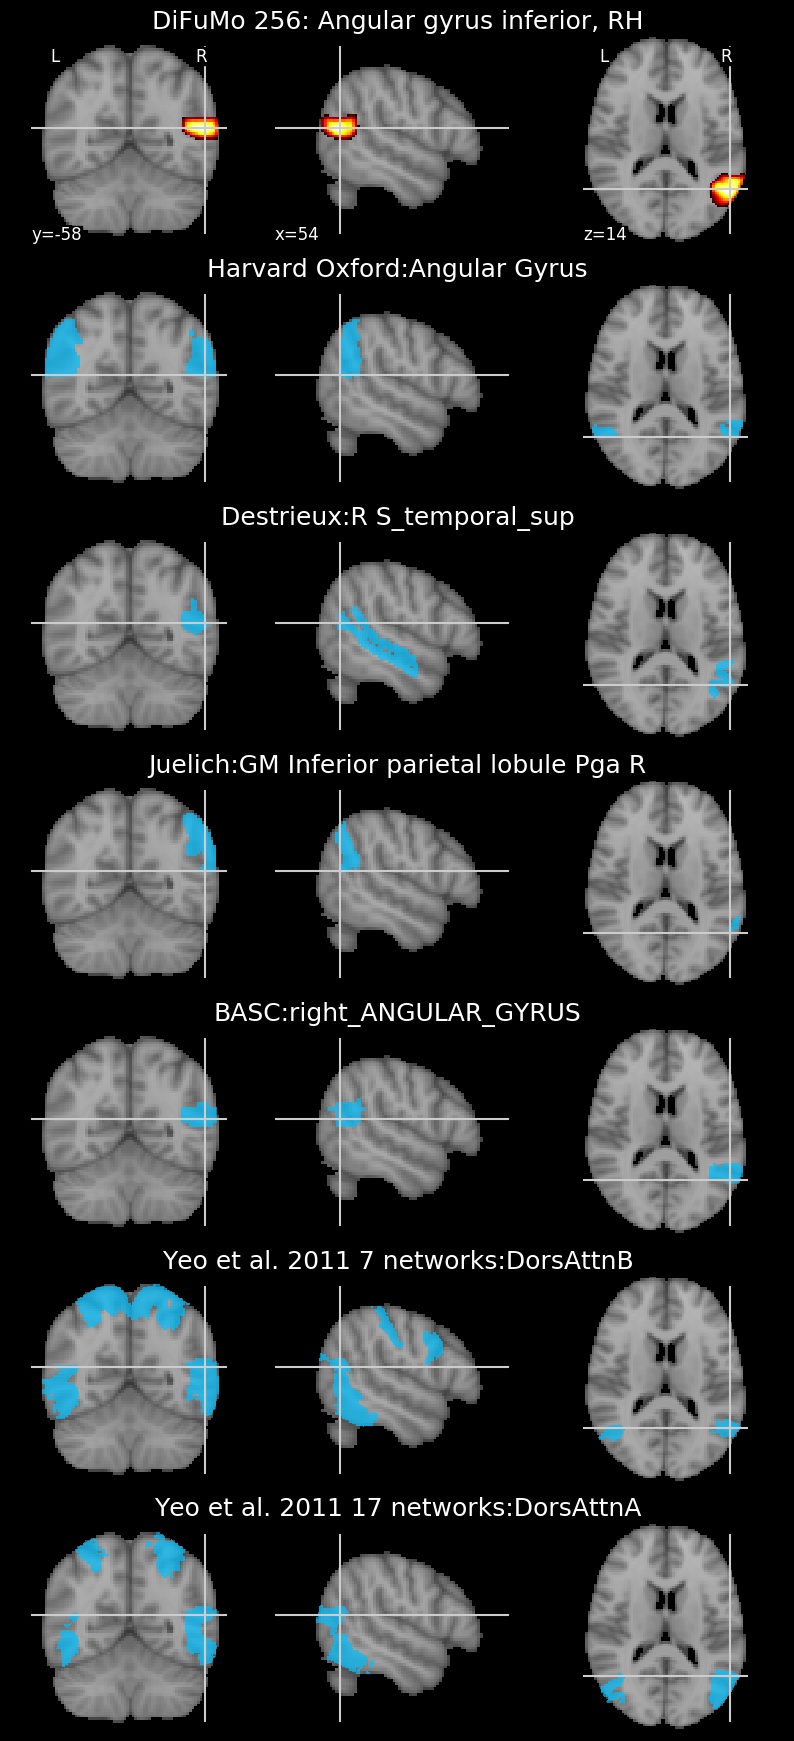 DiFuMo 256: Angular gyrus inferior, RH
L R L R
y=-58 x=54 z=14
Harvard Oxford:Angular Gyrus
Destrieux:R S_temporal_sup
Juelich:GM Inferior parietal lobule Pga R
BASC:right_ANGULAR_GYRUS
Yeo et al. 2011 7 networks:DorsAttnB
Yeo et al. 2011 17 networks:DorsAttnA